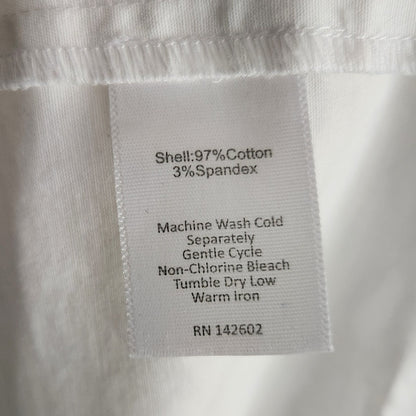 Shell:97%Cotton
3%Spandex
Machine Wash Cold
Separately
Gentle Cycle
Non-Chlorine Bleach
Tumble Dry Low
Warm iron
RN 142602